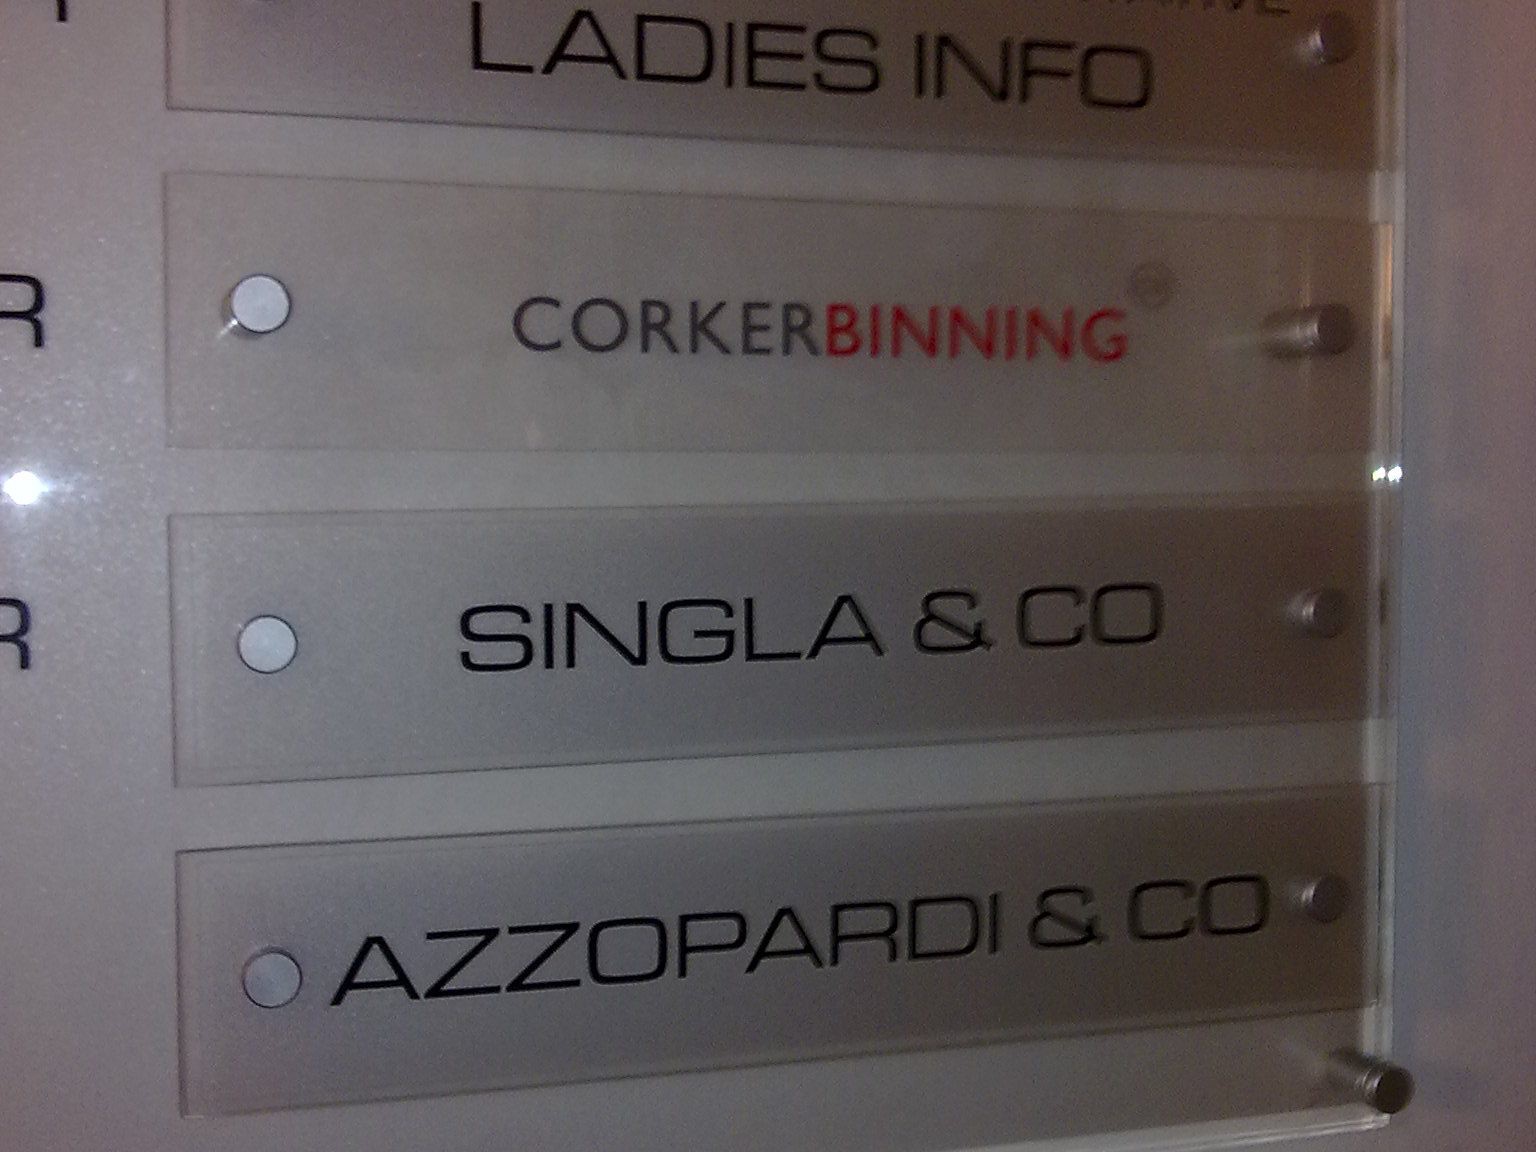 LADIES INFO
R
CORKERBINNING
R
SINGLA & CO
AZZOPARDI & CO